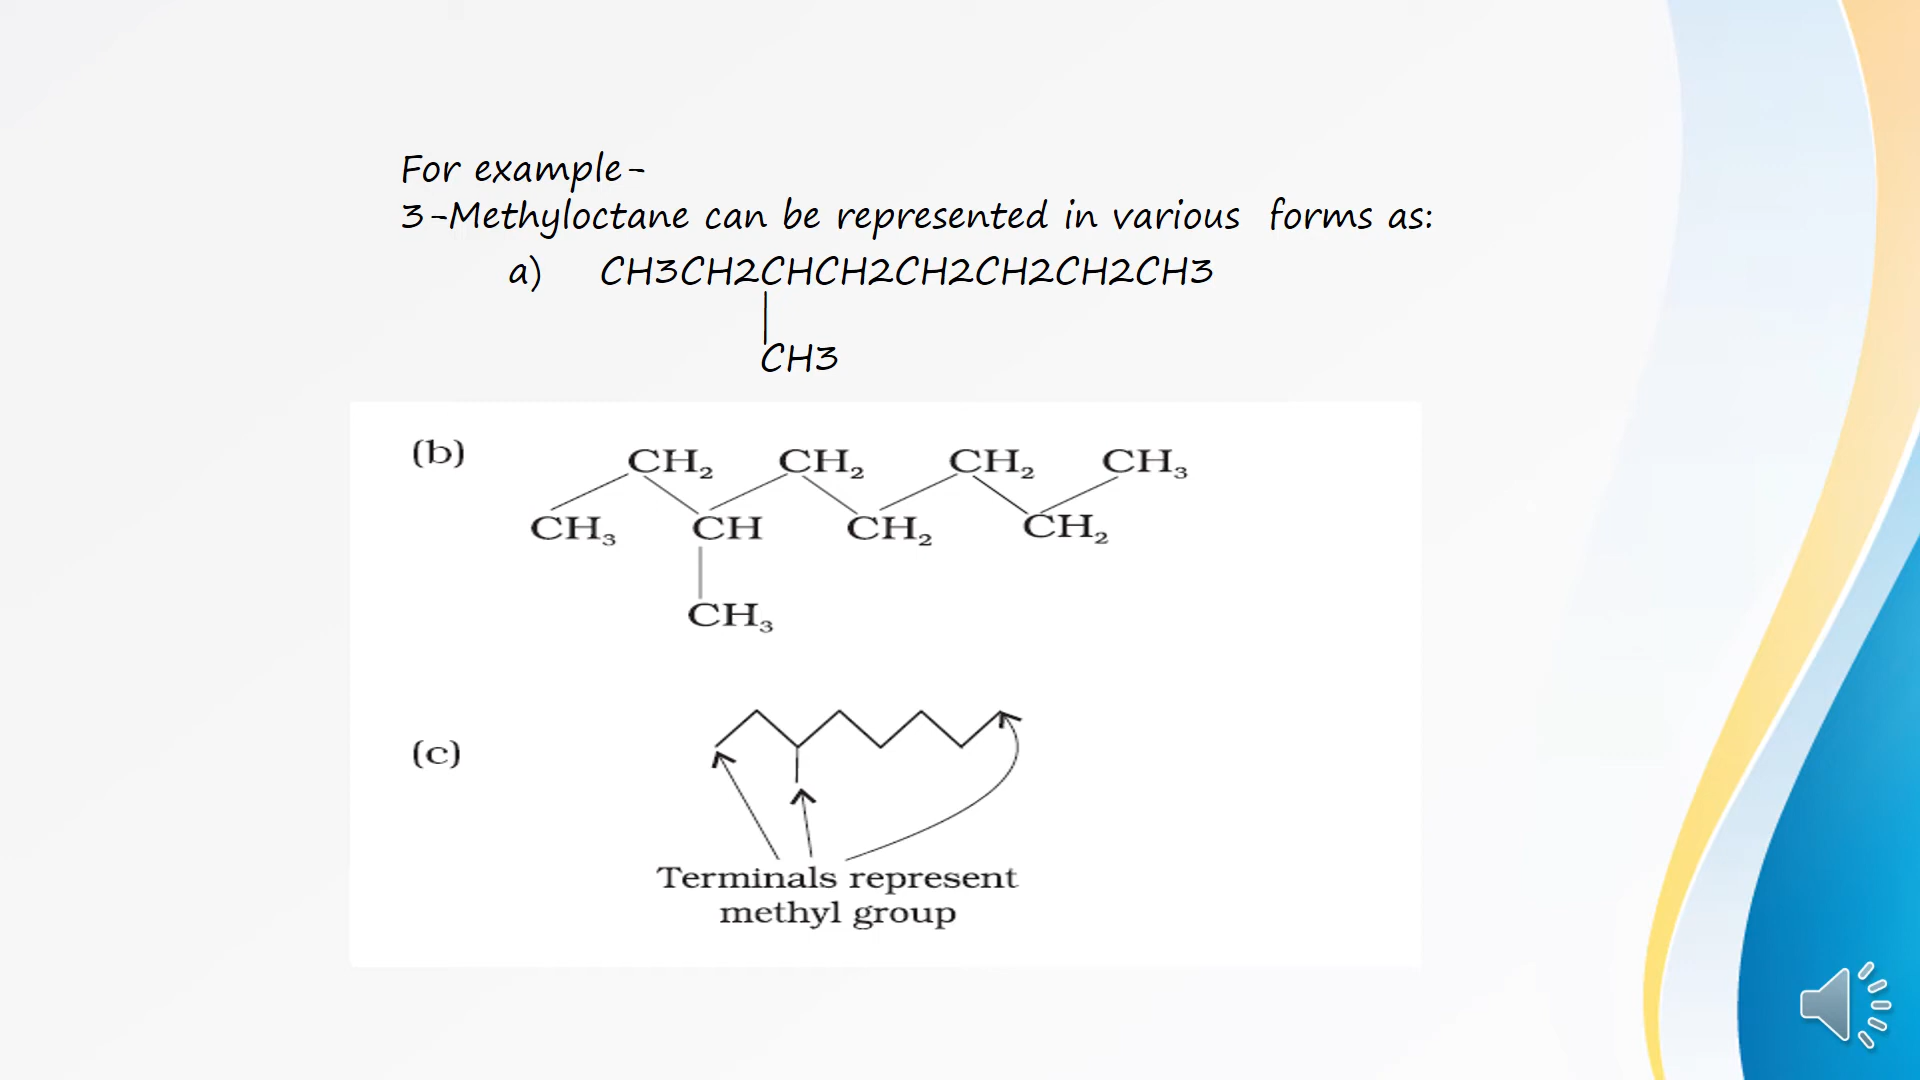 For example-
3-Methyloctane can be represented in various forms as:
a) CH3CH2CHCH2CH2CH2CH2CH3
CH3
(b)
CH₂ CH₂ CH₂ CH₃
CH₃ CH CH₂ CH₂
CH₃
(c)
Terminals represent
methyl group